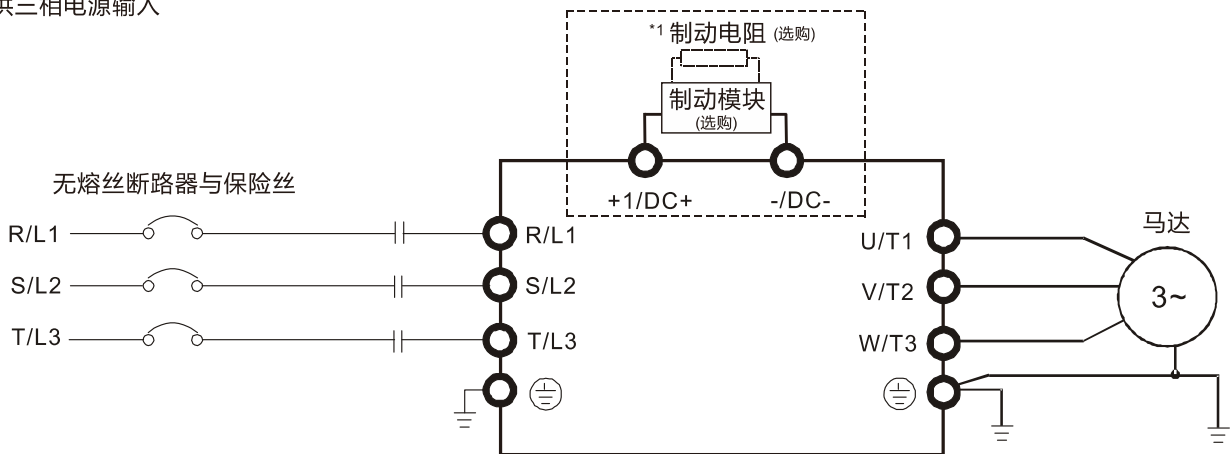 供三相电源输入
*1 制动电阻 (选购)
制动模块
(选购)
+1/DC+
-/DC-
无熔丝断路器与保险丝
R/L1
R/L1
S/L2
S/L2
T/L3
T/L3
U/T1
V/T2
W/T3
马达
3~